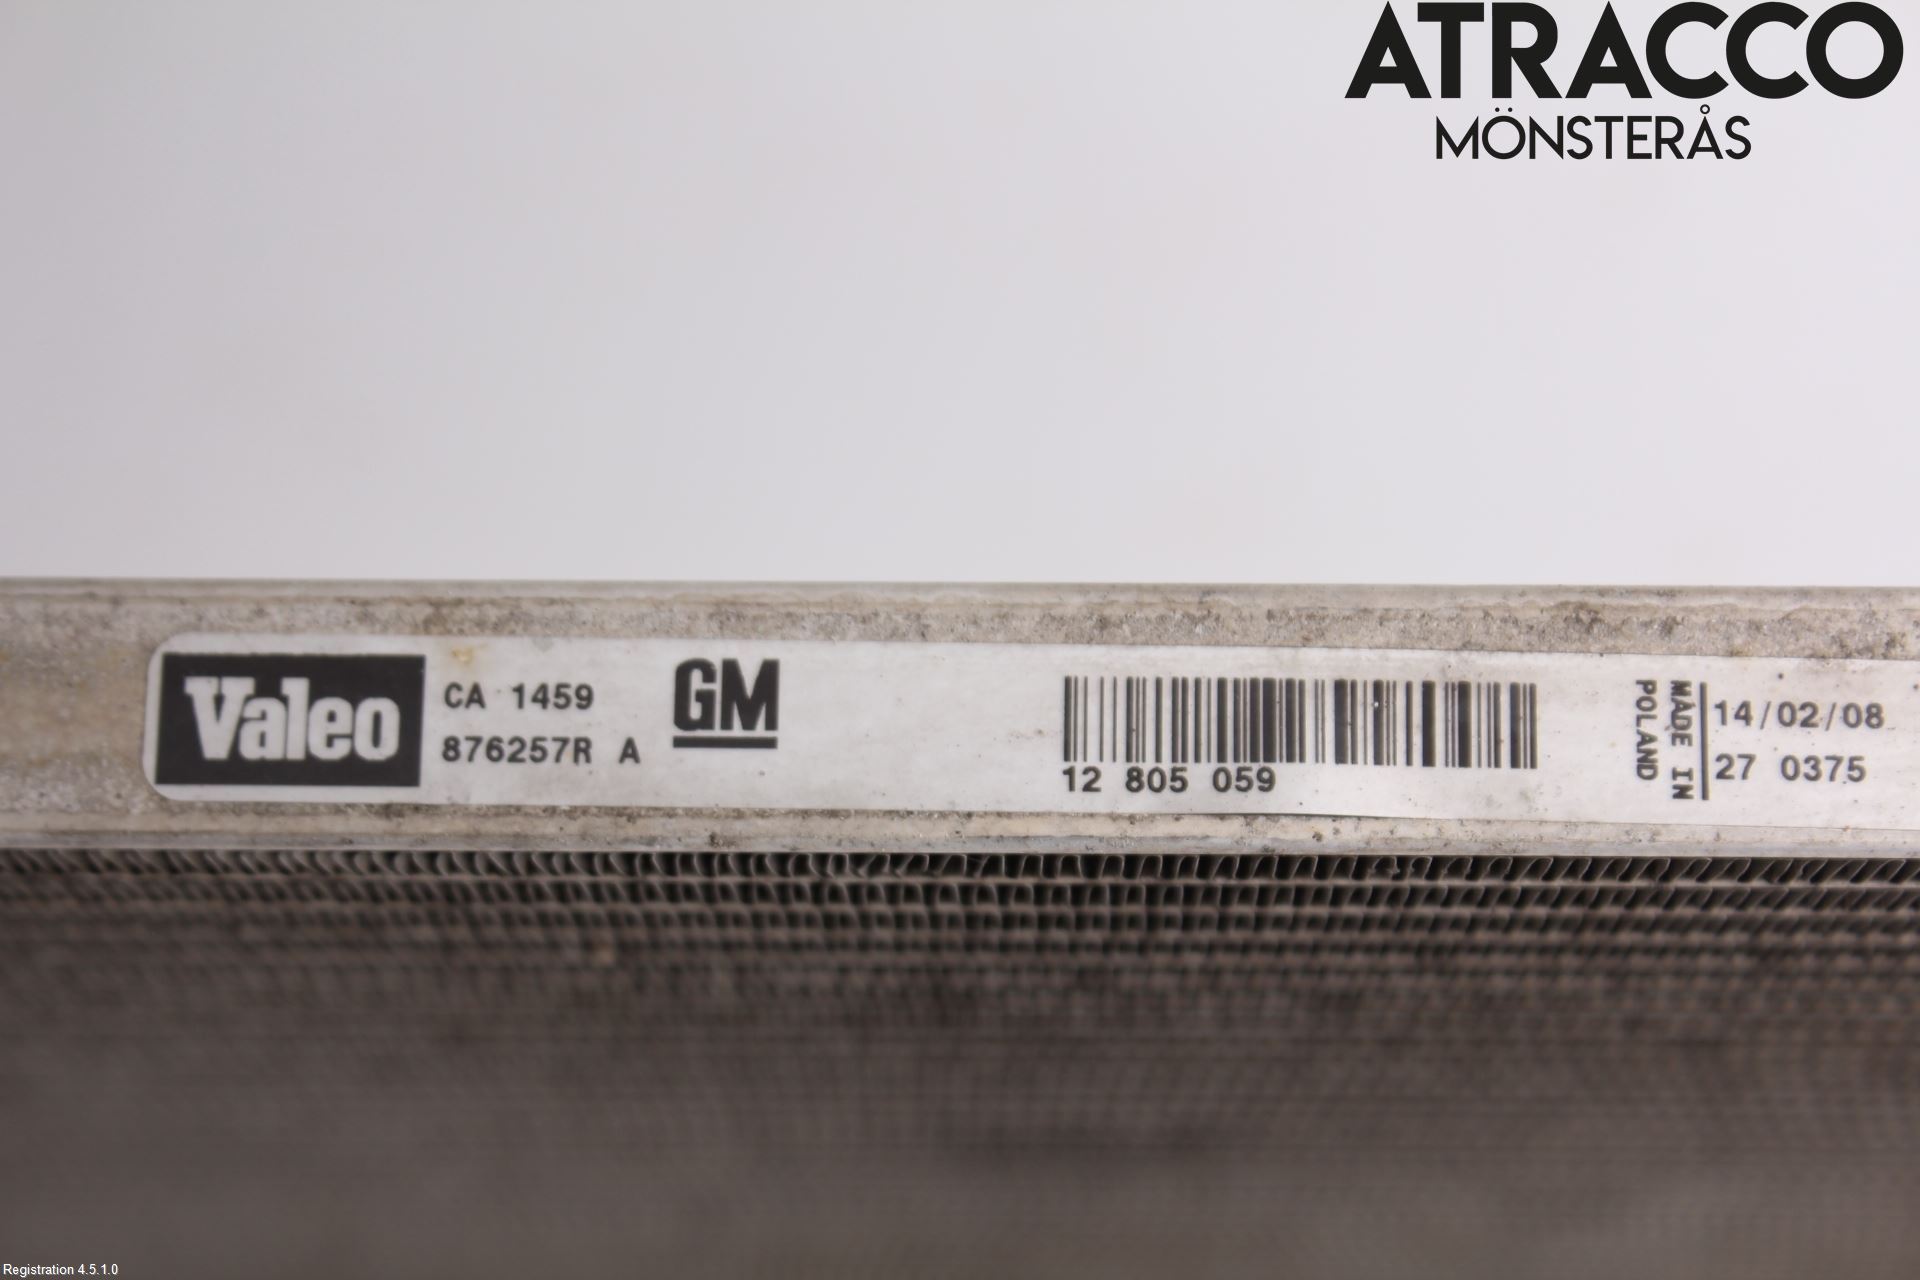 ATRACCO
MÖNSTERÅS
Valeo
CA 1459
876257R A
GM
12 805 059
MADE IN
POLAND
14/02/08
27 0375
Registration 4.5.1.0